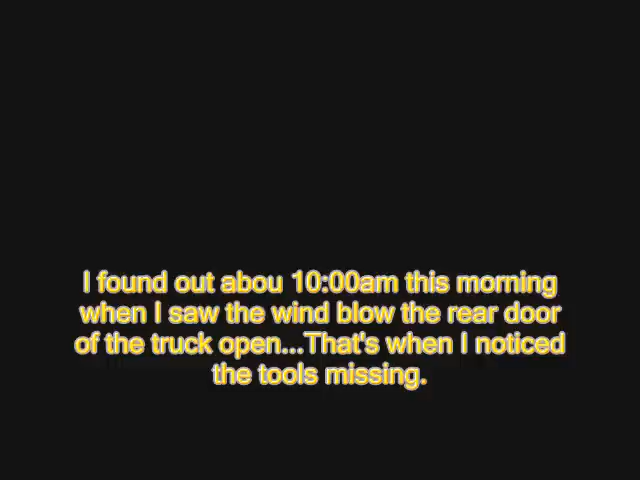 I found out abou 10:00am this morning
when I saw the wind blow the rear door
of the truck open...That's when I noticed
the tools missing.